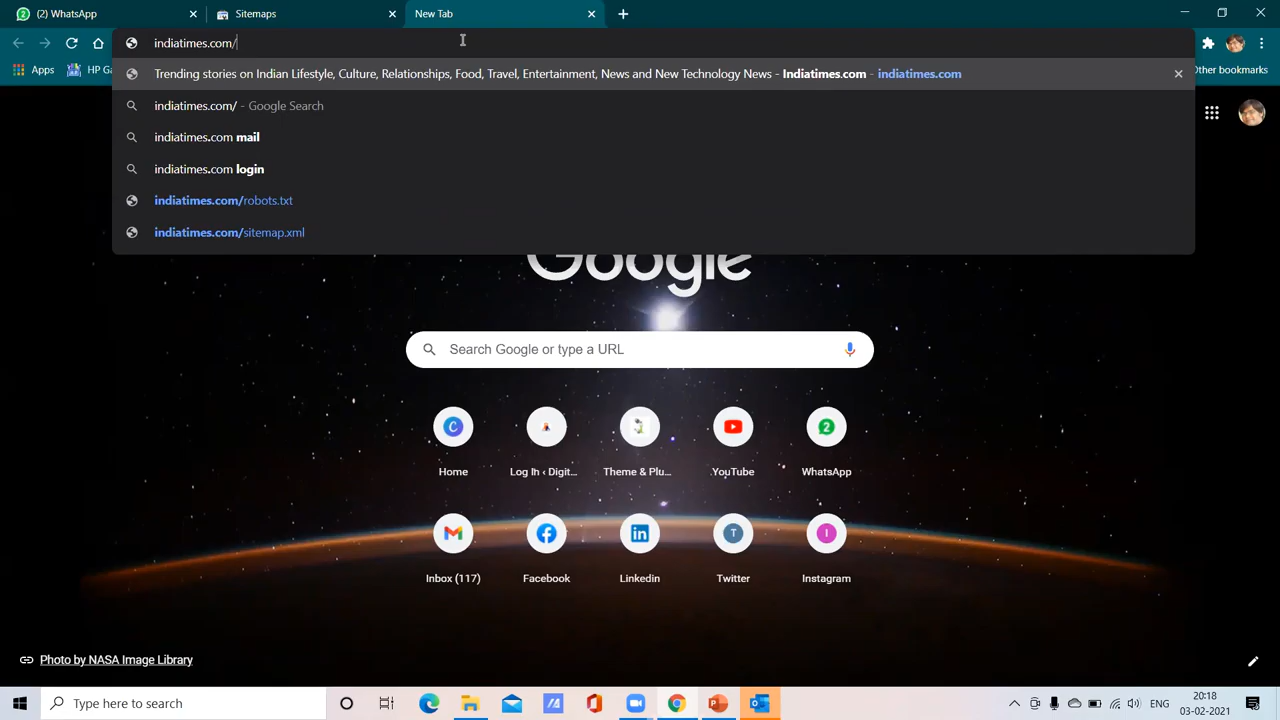 (2) WhatsApp
Sitemaps
New Tab
indiatimes.com/
Apps
HP Ga
Other bookmarks
Trending stories on Indian Lifestyle, Culture, Relationships, Food, Travel, Entertainment, News and New Technology News - Indiatimes.com - indiatimes.com
indiatimes.com/ - Google Search
indiatimes.com mail
indiatimes.com login
indiatimes.com/robots.txt
indiatimes.com/sitemap.xml
Google
Search Google or type a URL
Home
Log In ‹ Digit...
Theme & Plu...
YouTube
WhatsApp
Inbox (117)
Facebook
Linkedin
Twitter
Instagram
Photo by NASA Image Library
Type here to search
ENG
20:18
03-02-2021